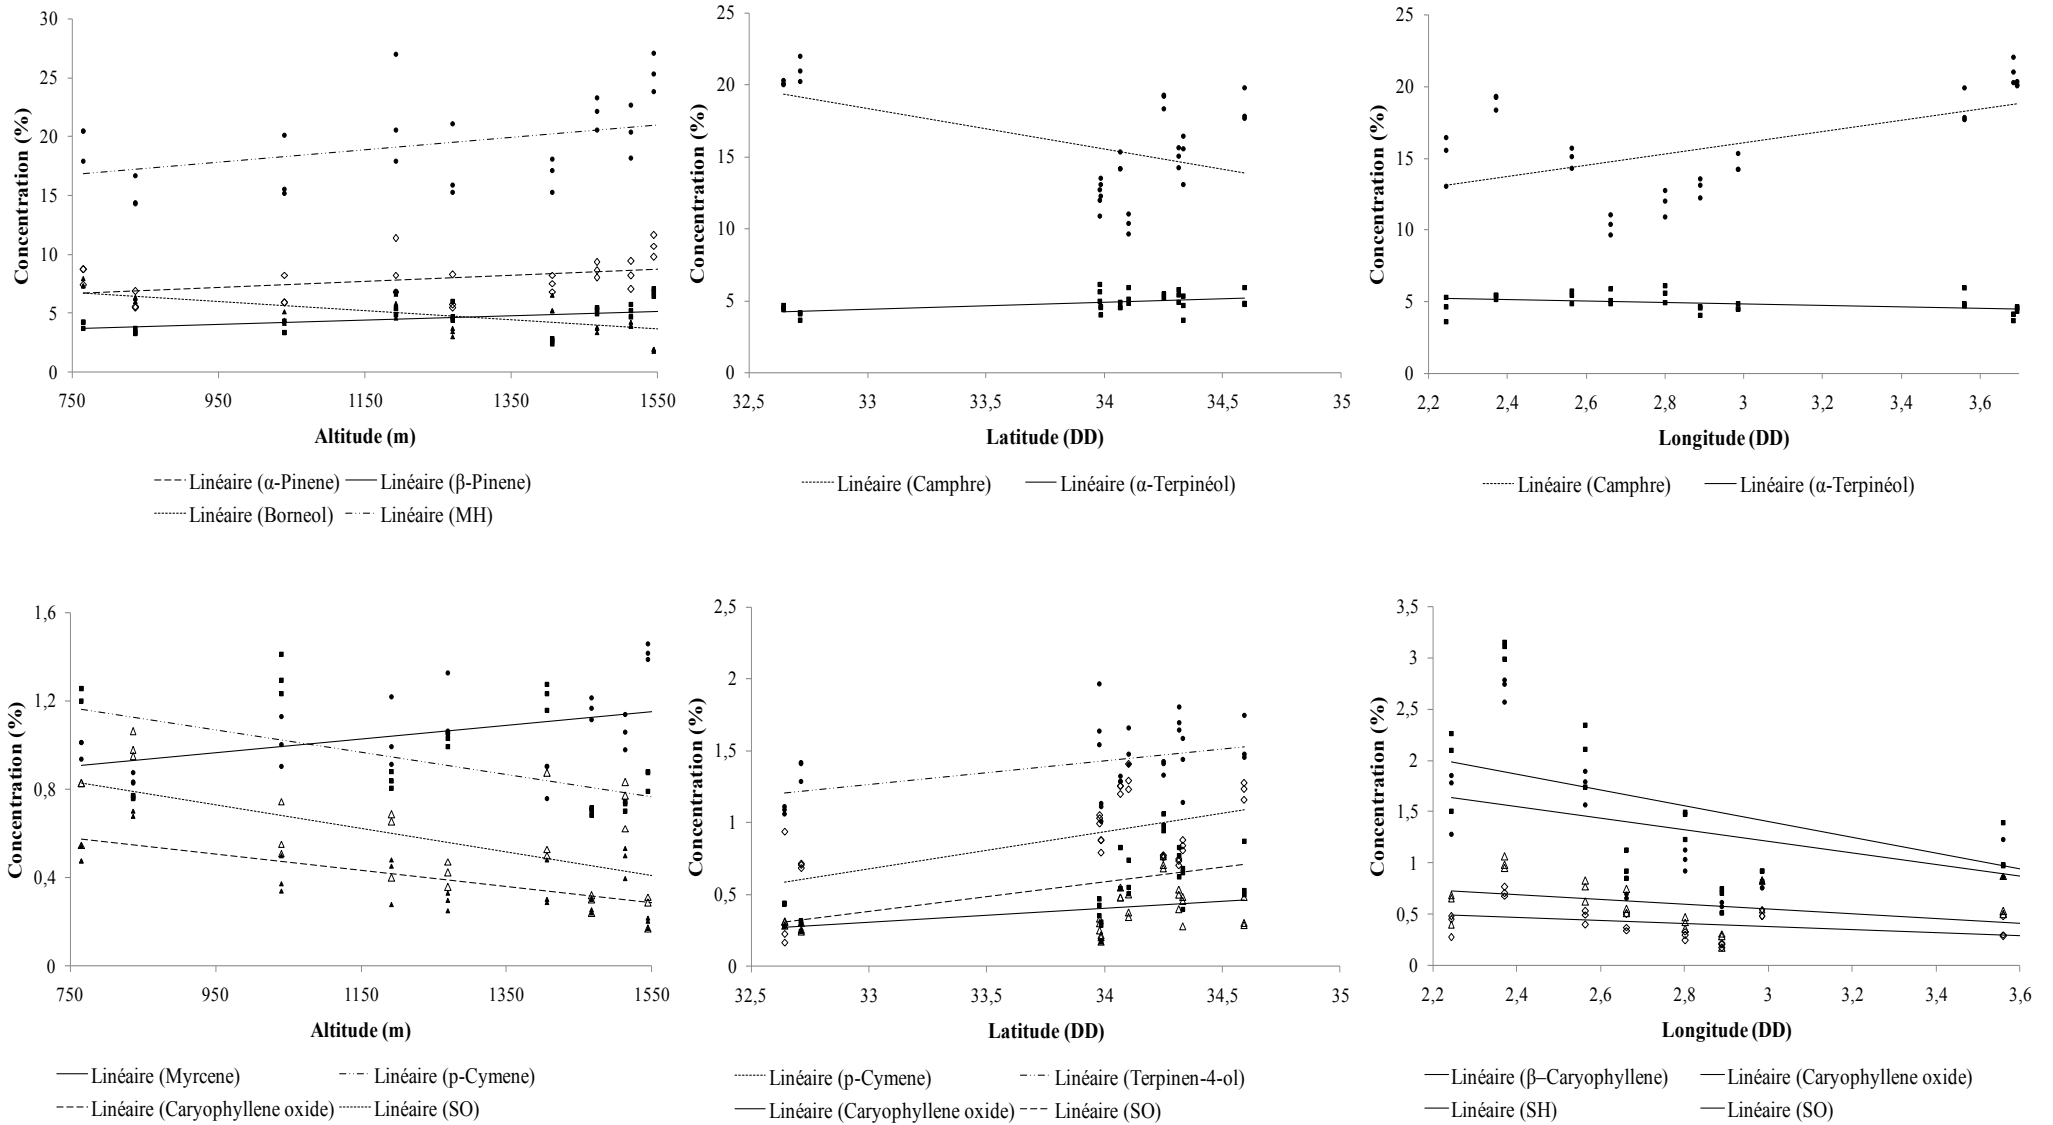 Concentration (%)
30
25
20
15
10
5
0
750 950 1150 1350 1550
Altitude (m)
Linéaire (α-Pinene) Linéaire (β-Pinene)
Linéaire (Borneol) Linéaire (MH)
Concentration (%)
25
20
15
10
5
0
32,5 33 33,5 34 34,5 35
Latitude (DD)
Linéaire (Camphre) Linéaire (α-Terpinéol)
Concentration (%)
25
20
15
10
5
0
2,2 2,4 2,6 2,8 3 3,2 3,4 3,6
Longitude (DD)
Linéaire (Camphre) Linéaire (α-Terpinéol)
Concentration (%)
1,6
1,2
0,8
0,4
0
750 950 1150 1350 1550
Altitude (m)
Linéaire (Myrcene) Linéaire (p-Cymene)
Linéaire (Caryophyllene oxide) Linéaire (SO)
Concentration (%)
2,5
2
1,5
1
0,5
0
32,5 33 33,5 34 34,5 35
Latitude (DD)
Linéaire (p-Cymene) Linéaire (Terpinen-4-ol)
Linéaire (Caryophyllene oxide) Linéaire (SO)
Concentration (%)
3,5
3
2,5
2
1,5
1
0,5
0
2,2 2,4 2,6 2,8 3 3,2 3,4 3,6
Longitude (DD)
Linéaire (β–Caryophyllene) Linéaire (Caryophyllene oxide)
Linéaire (SH) Linéaire (SO)